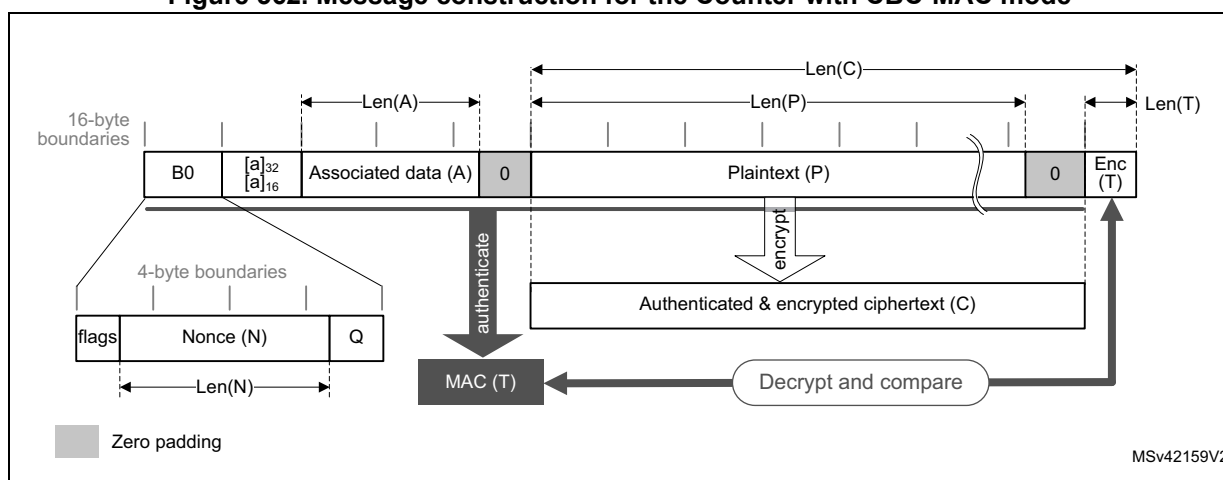 Figure 362. Message construction for the Counter with CBC-MAC mode
Len(C)
Len(A)
Len(P)
Len(T)
16-byte
boundaries
B0
[a]32
[a]16
Associated data (A)
0
Plaintext (P)
0
Enc
(T)
encrypt
authenticate
4-byte boundaries
Authenticated & encrypted ciphertext (C)
flags
Nonce (N)
Q
MAC (T)
Decrypt and compare
Len(N)
Zero padding
MSv42159V2